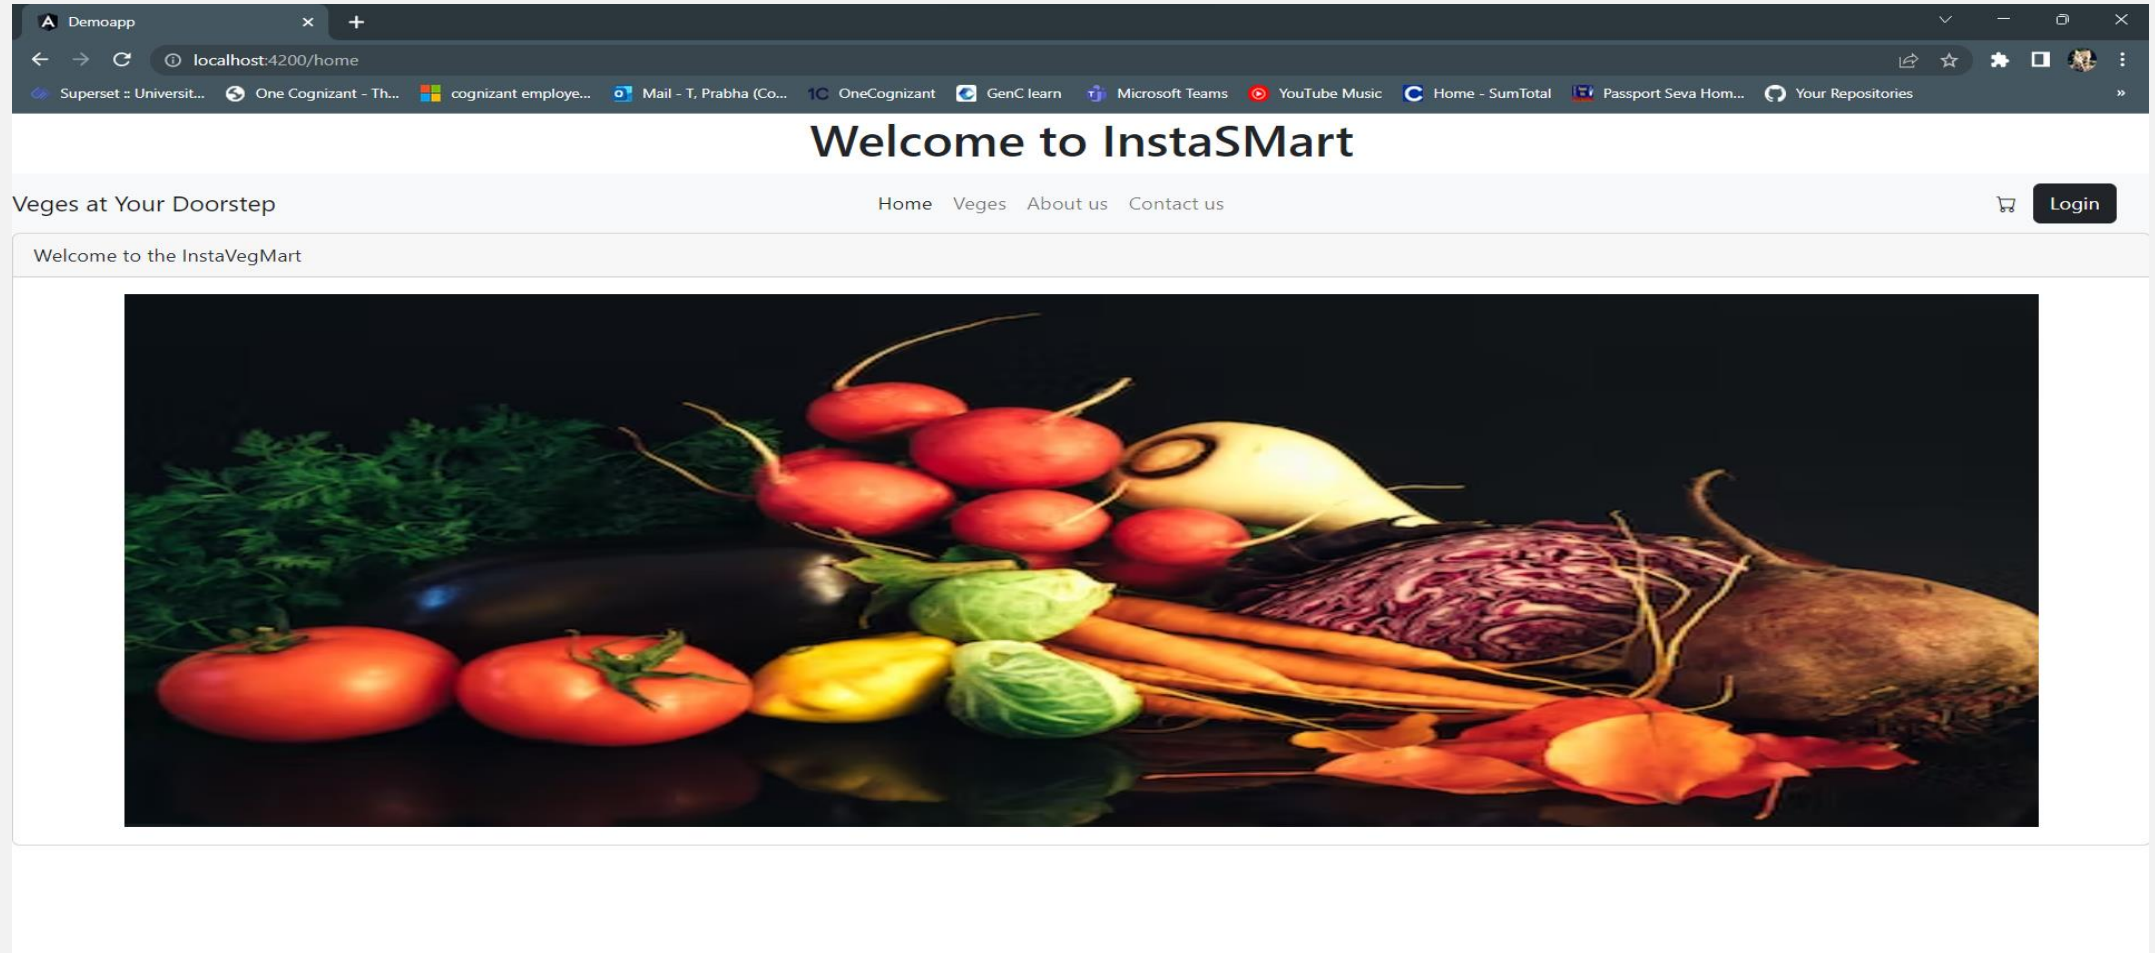 Demoapp
localhost:4200/home
Superset :: Universit... One Cognizant - Th... cognizant employe... Mail - T, Prabha (Co... 1C OneCognizant GenC learn Microsoft Teams YouTube Music C Home - SumTotal Passport Seva Hom... Your Repositories »
Welcome to InstaSMart
Veges at Your Doorstep Home Veges About us Contact us Login
Welcome to the InstaVegMart